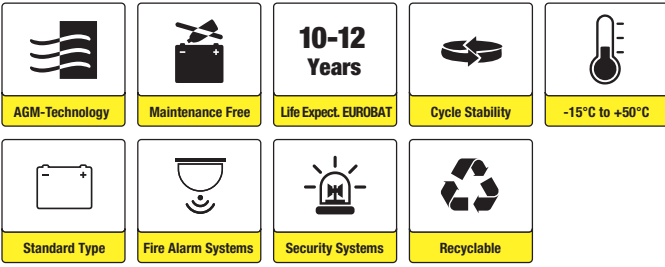 10-12
Years
AGM-Technology
Maintenance Free
Life Expect. EUROBAT
Cycle Stability
-15°C to +50°C
Standard Type
Fire Alarm Systems
Security Systems
Recyclable